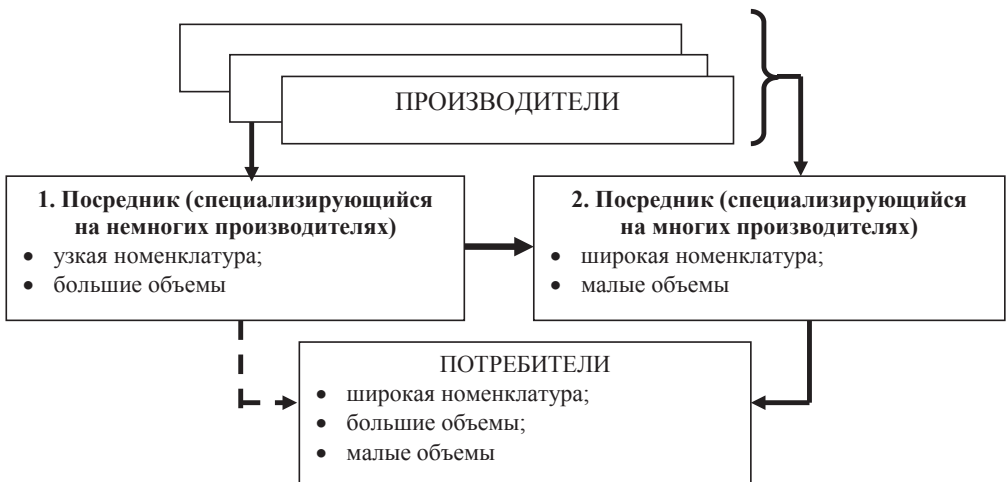 ПРОИЗВОДИТЕЛИ
1. Посредник (специализирующийся
на немногих производителях)
• узкая номенклатура;
• большие объемы
2. Посредник (специализирующийся
на многих производителях)
• широкая номенклатура;
• малые объемы
ПОТРЕБИТЕЛИ
• широкая номенклатура;
• большие объемы;
• малые объемы